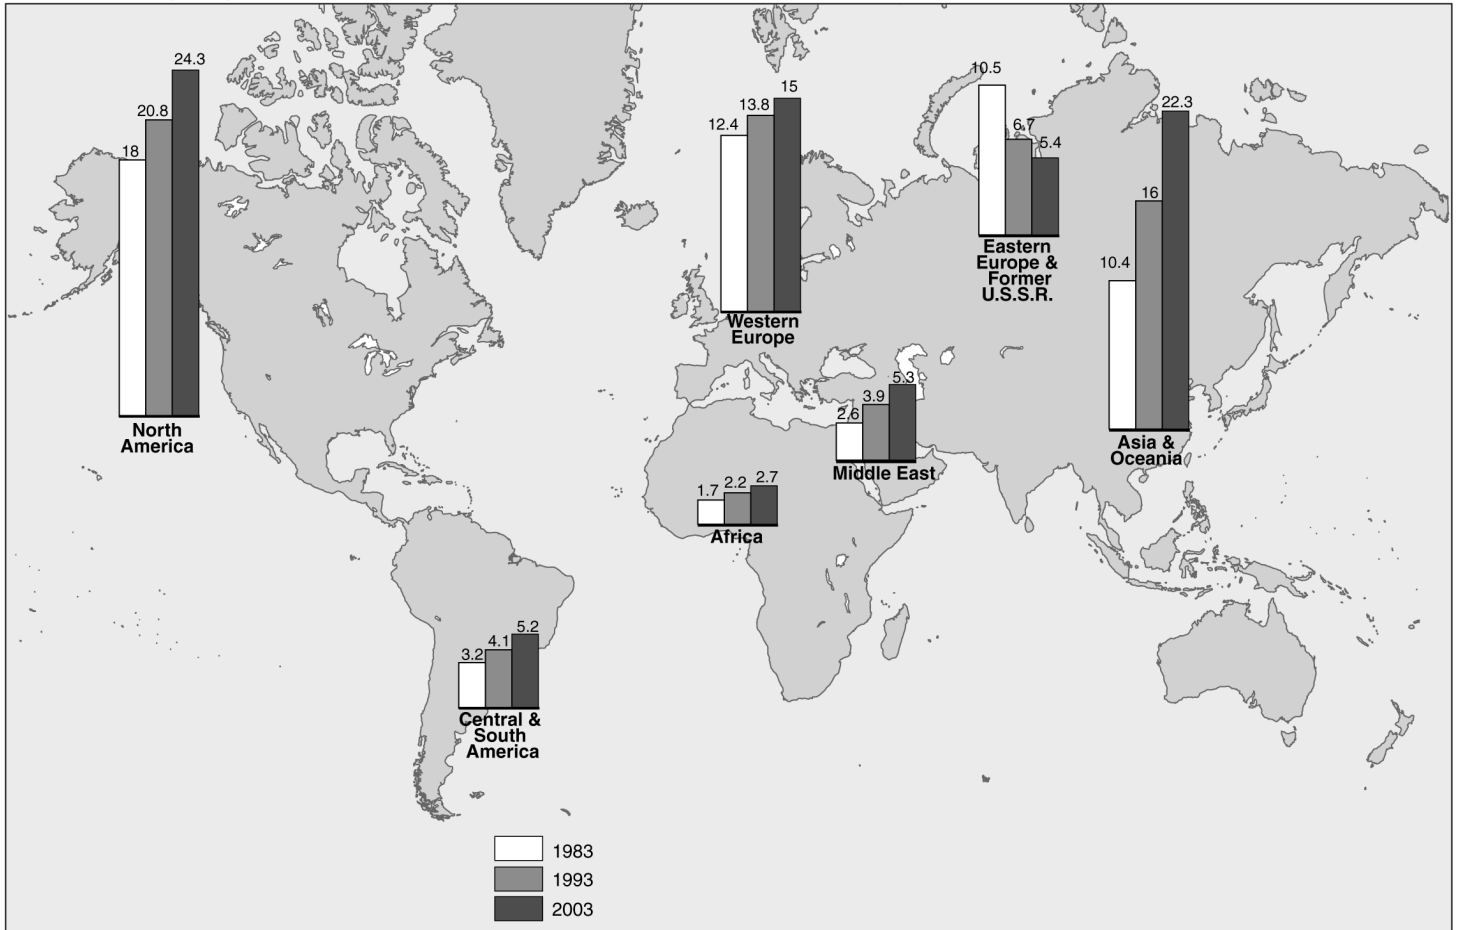 24.3
20.8
18
North
America
15
13.8
12.4
Western
Europe
10.5
6.7
5.4
Eastern
Europe &
Former
U.S.S.R.
22.3
16
10.4
Asia &
Oceania
5.3
3.9
2.6
Middle East
2.7
2.2
1.7
Africa
5.2
4.1
3.2
Central &
South
America
1983
1993
2003